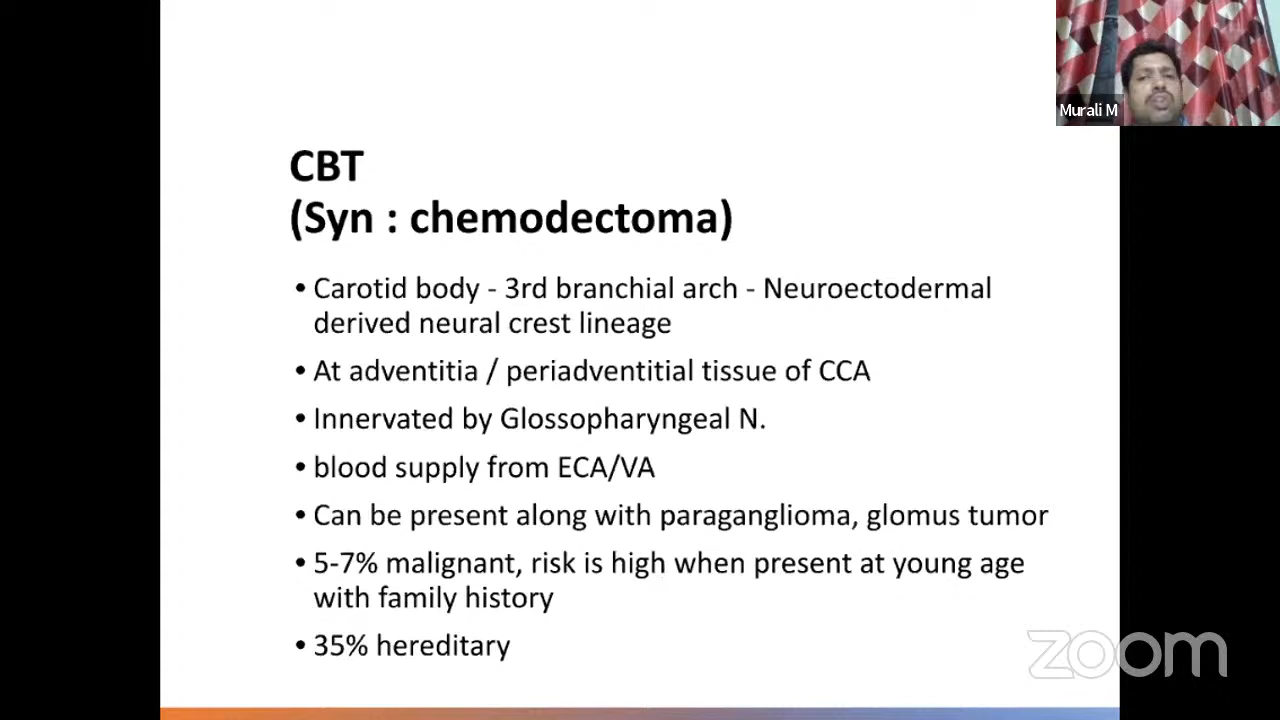 Murali M
CBT
(Syn : chemodectoma)
• Carotid body - 3rd branchial arch - Neuroectodermal
derived neural crest lineage
• At adventitia / periadventitial tissue of CCA
• Innervated by Glossopharyngeal N.
• blood supply from ECA/VA
• Can be present along with paraganglioma, glomus tumor
• 5-7% malignant, risk is high when present at young age
with family history
• 35% hereditary
zoom